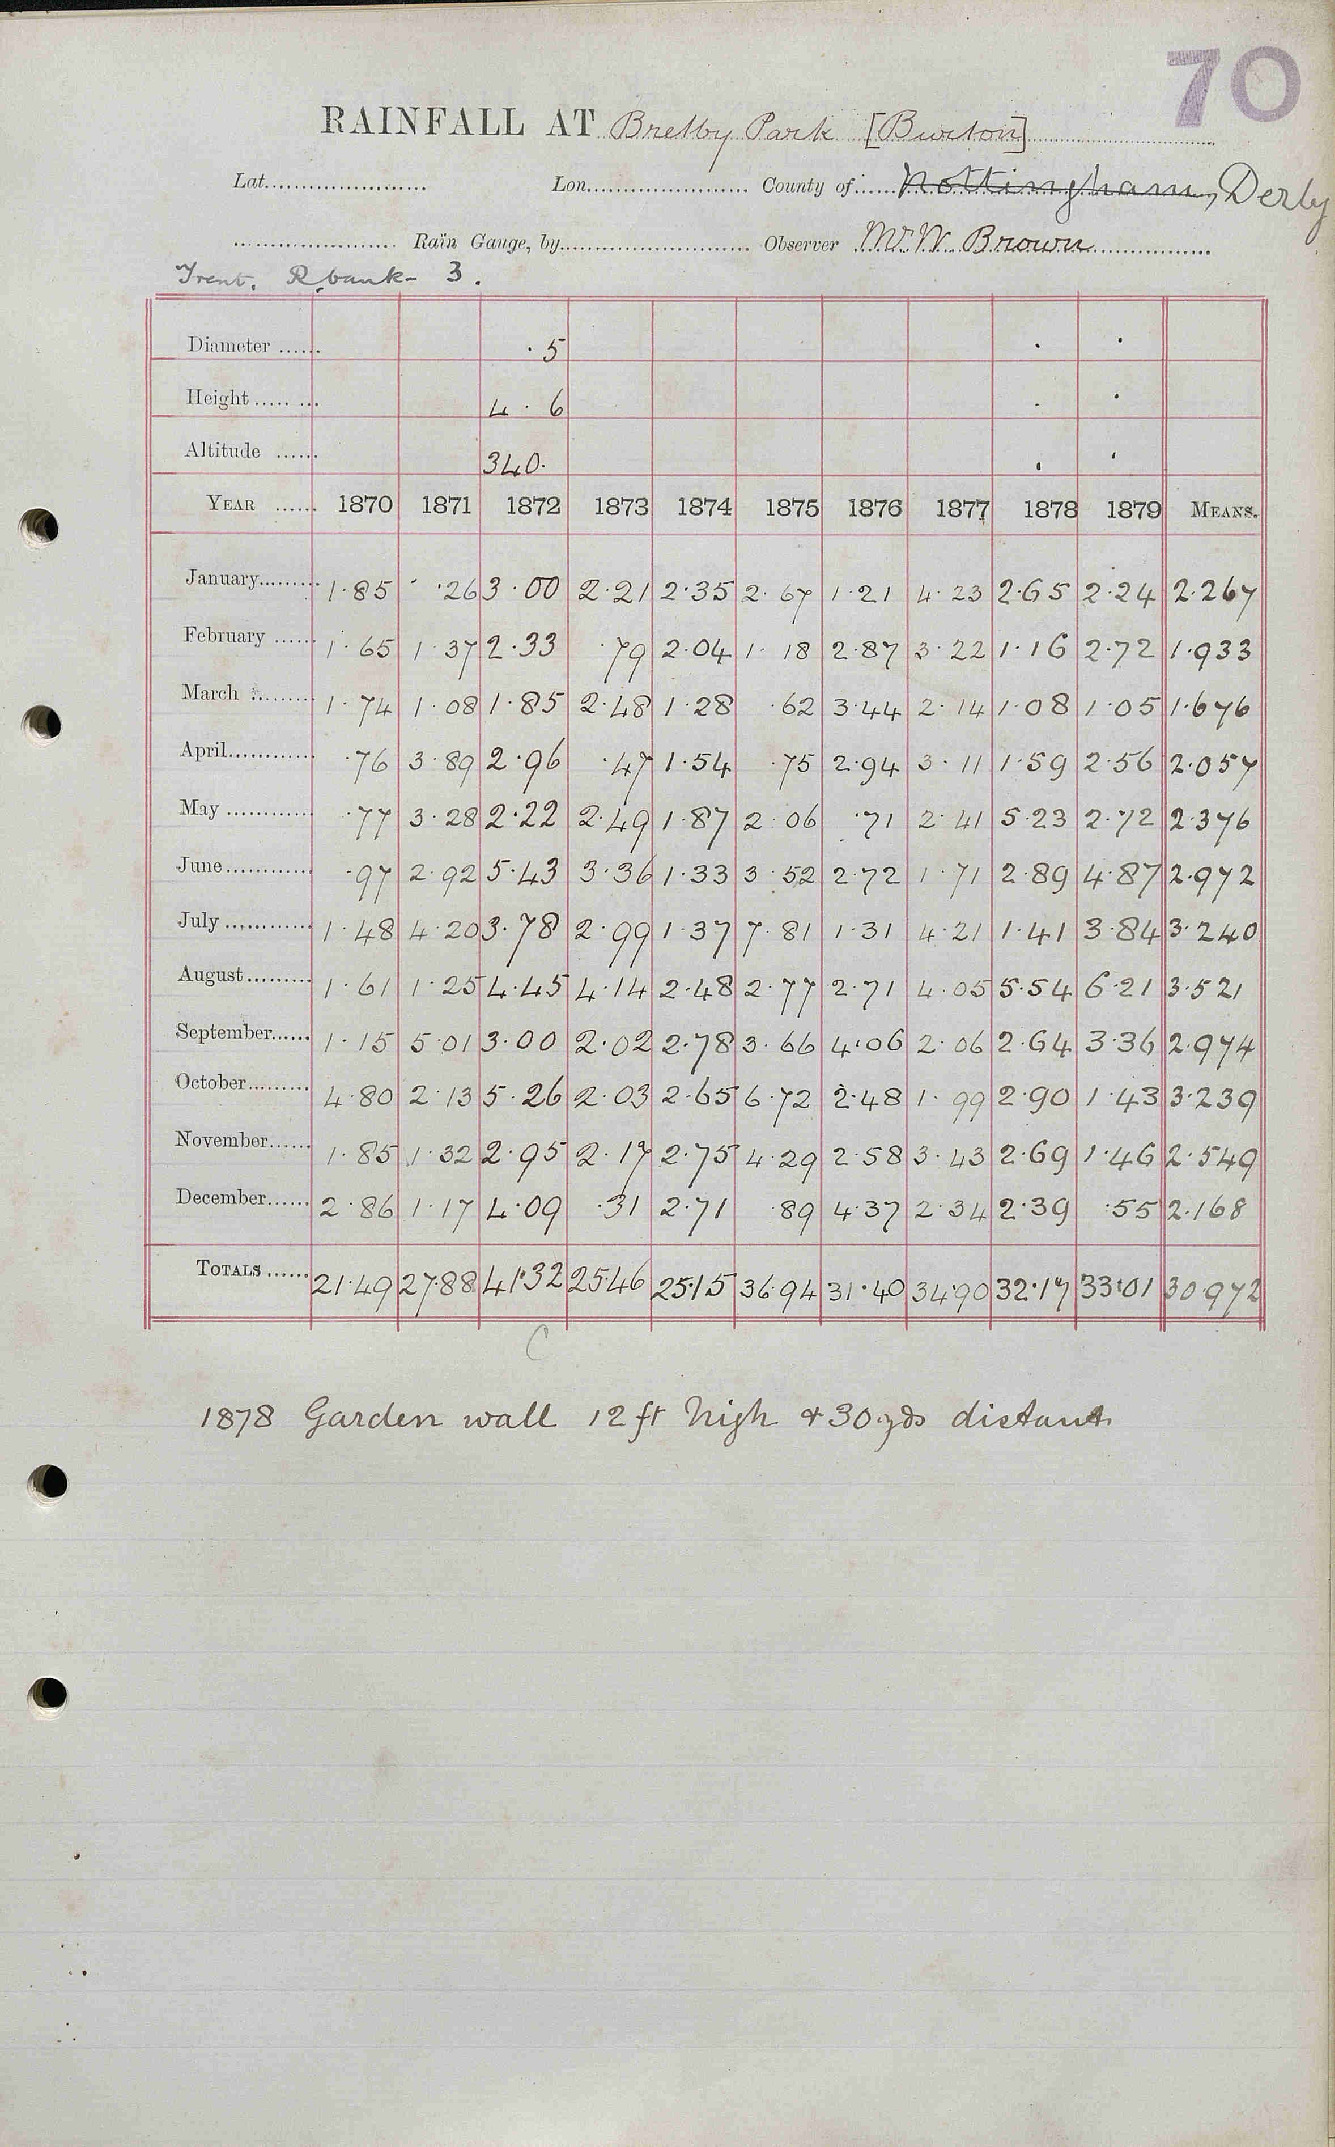 70
RAINFALL AT Bretby Park [Burton]
Lat. Lon. County of Nottingham, Derby
Rain Gauge, by Observer Mr W Brown
Trent. R bank - 3.
Diameter ...... · 5 · ·
Height ...... 4 · 6 · ·
Altitude ...... 340. · ·
YEAR ...... 1870 1871 1872 1873 1874 1875 1876 1877 1878 1879 MEANS.
January 1·85 ·26 3·00 2·21 2·35 2·67 1·21 4·23 2·65 2·24 2·267
February 1·65 1·37 2·33 ·79 2·04 1·18 2·87 3·22 1·16 2·72 1·933
March 1·74 1·08 1·85 2·48 1·28 ·62 3·44 2·14 1·08 1·05 1·676
April ·76 3·89 2·96 ·47 1·54 ·75 2·94 3·11 1·59 2·56 2·057
May ·77 3·28 2·22 2·49 1·87 2·06 ·71 2·41 5·23 2·72 2·376
June ·97 2·92 5·43 3·36 1·33 3·52 2·72 1·71 2·89 4·87 2·972
July 1·48 4·20 3·78 2·99 1·37 7·81 1·31 4·21 1·41 3·84 3·240
August 1·61 1·25 4·45 4·14 2·48 2·77 2·71 4·05 5·54 6·21 3·521
September 1·15 5·01 3·00 2·02 2·78 3·66 4·06 2·06 2·64 3·36 2·974
October 4·80 2·13 5·26 2·03 2·65 6·72 2·48 1·99 2·90 1·43 3·239
November 1·85 1·32 2·95 2·17 2·75 4·29 2·58 3·43 2·69 1·46 2·549
December 2·86 1·17 4·09 ·31 2·71 ·89 4·37 2·34 2·39 ·55 2·168
TOTALS 21·49 27·88 41·32 25·46 25·15 36·94 31·40 34·90 32·17 33·01 30·972
C
1878 Garden wall 12 ft high & 30 yds distant